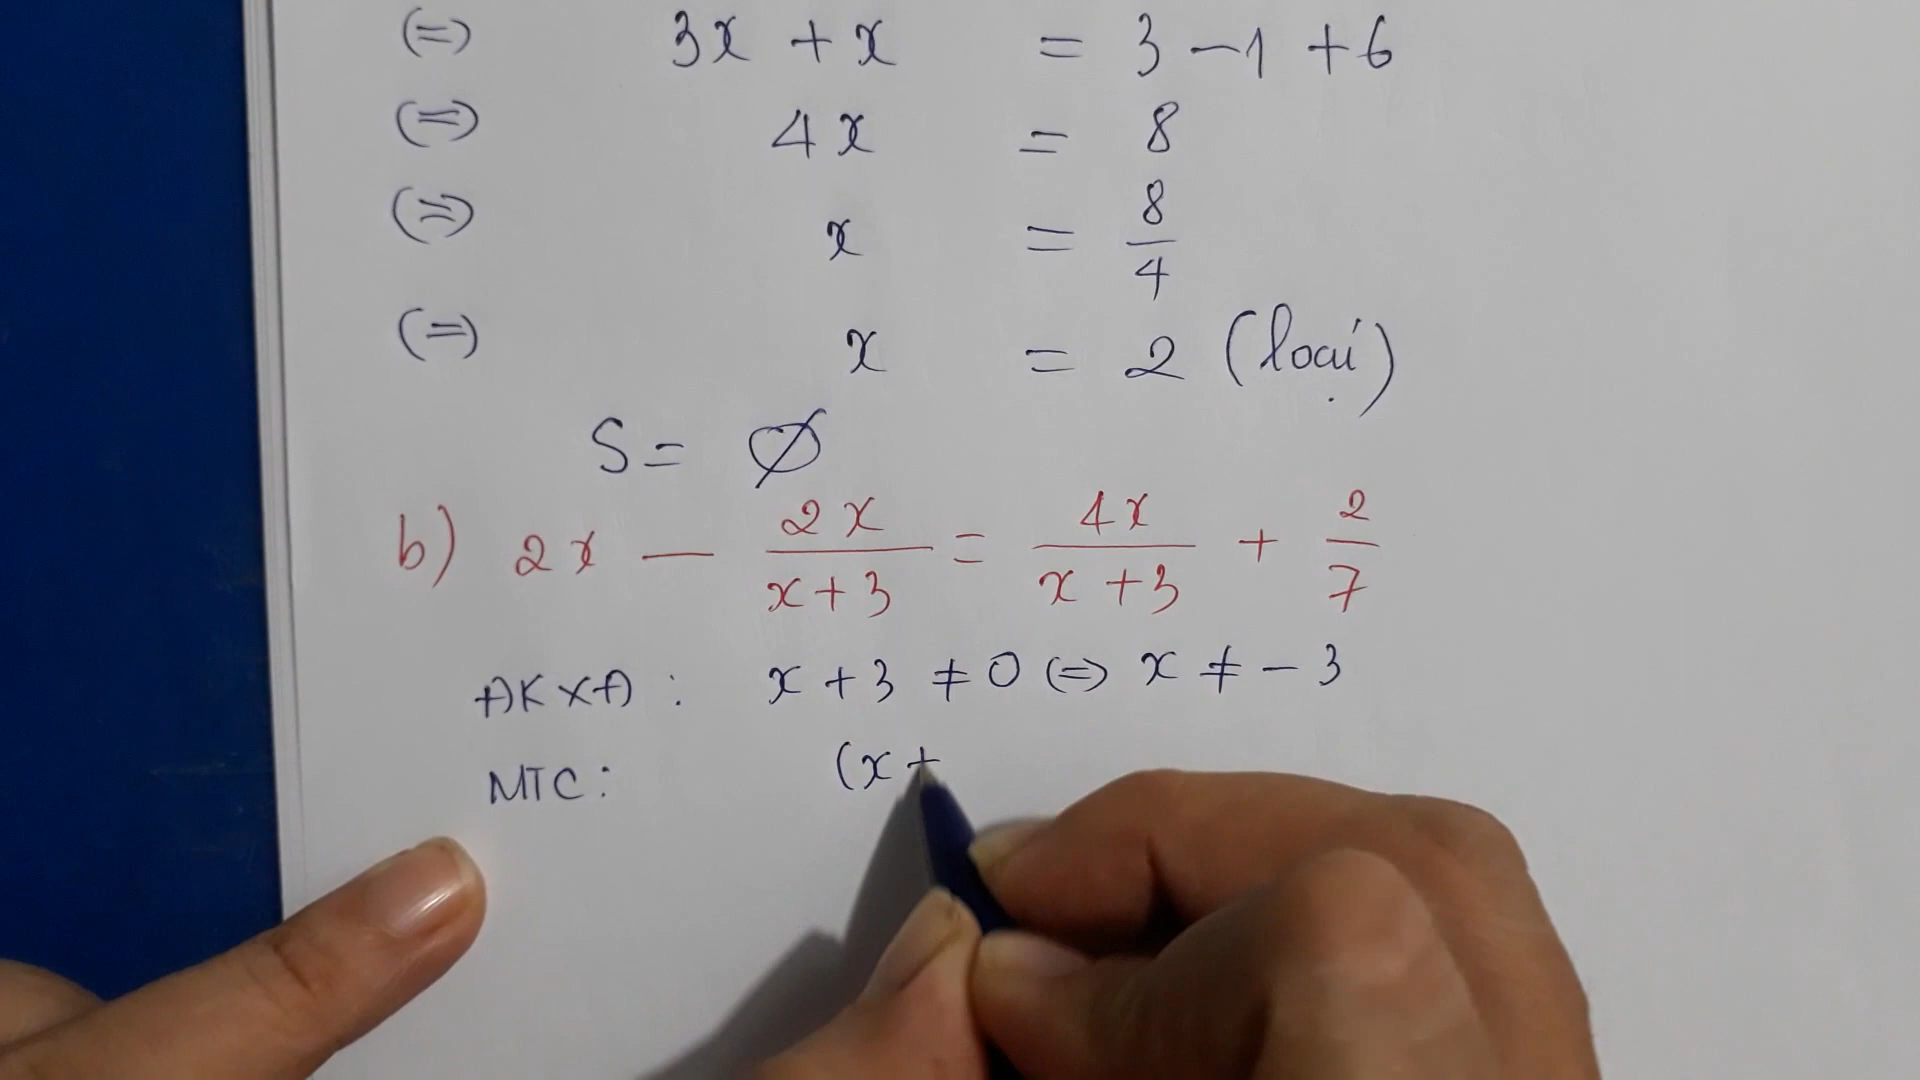 (=) 3x + x = 3 - 1 + 6
(=) 4x = 8
(=) x = 8/4
(=) x = 2 (loại)
S = ∅
b) 2x - 2x/(x+3) = 4x/(x+3) + 2/7
ĐKXĐ : x + 3 ≠ 0 (=) x ≠ - 3
MTC : (x +